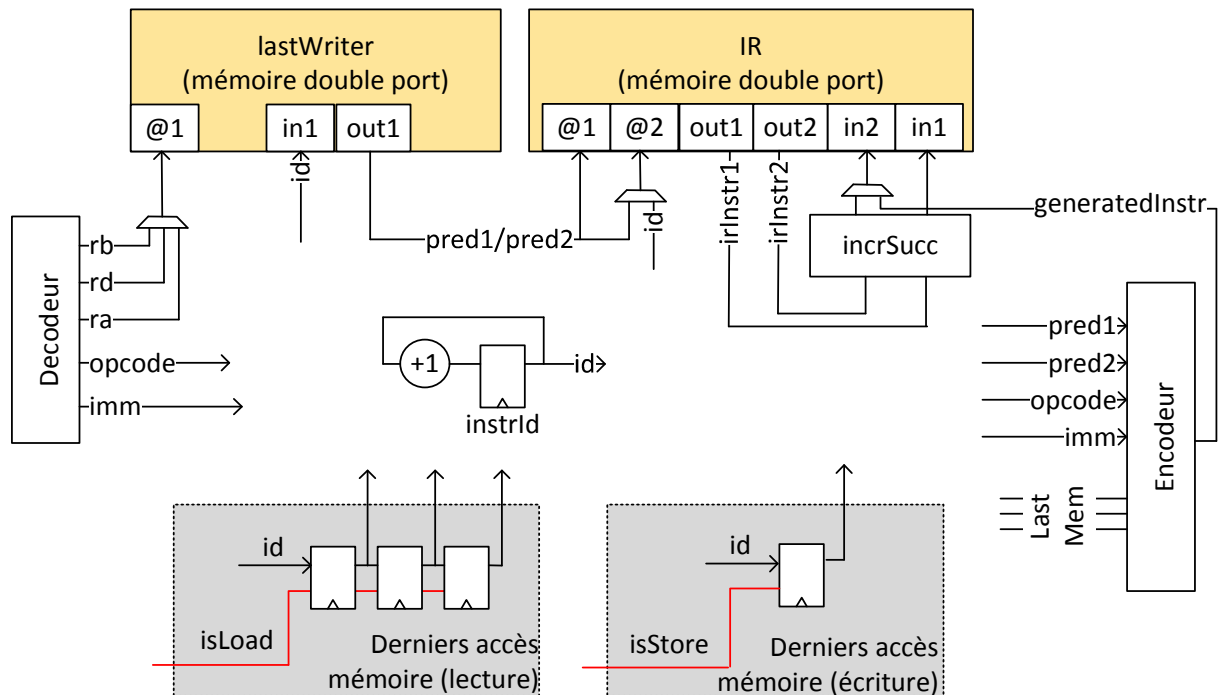 lastWriter
(mémoire double port)
@1
in1
out1
IR
(mémoire double port)
@1
@2
out1
out2
in2
in1
id
rb
rd
ra
opcode
imm
Decodeur
pred1/pred2
id
irInstr1
irInstr2
incrSucc
generatedInstr
+1
id
instrId
pred1
pred2
opcode
imm
Last
Mem
Encodeur
id
isLoad
Derniers accès
mémoire (lecture)
id
isStore
Derniers accès
mémoire (écriture)